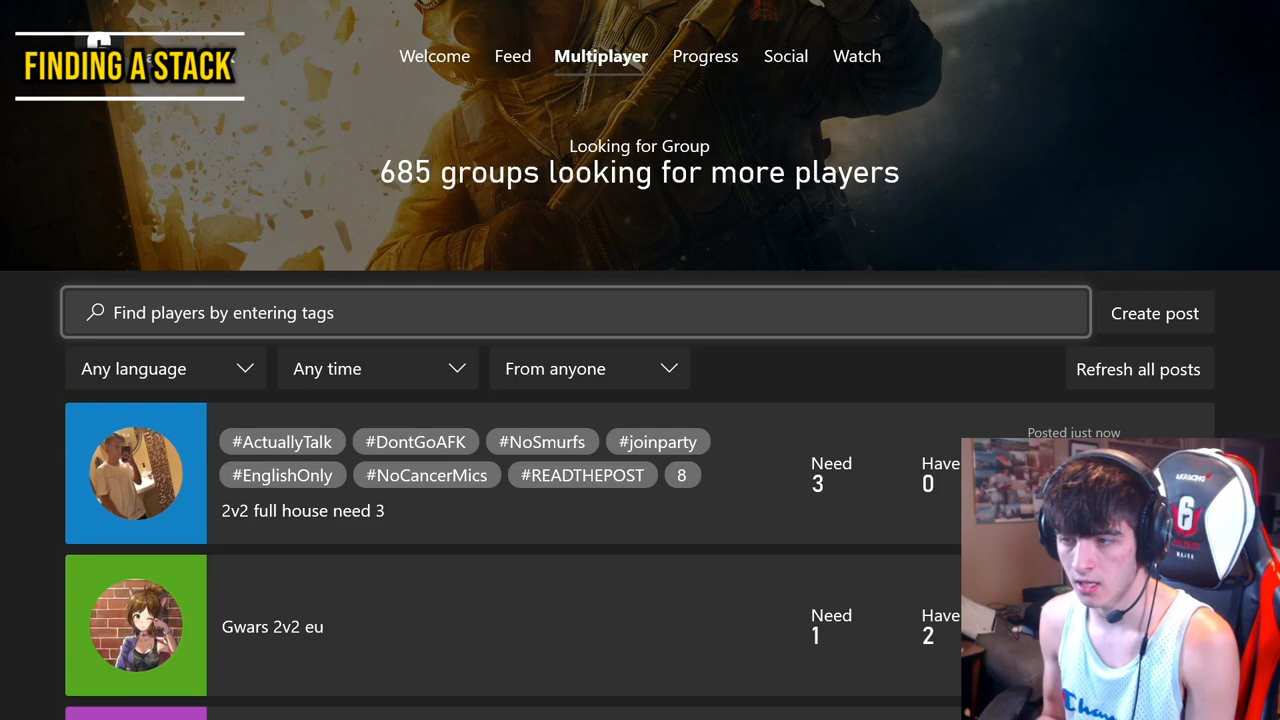 FINDING A STACK
Welcome Feed Multiplayer Progress Social Watch
Looking for Group
685 groups looking for more players
Find players by entering tags
Create post
Any language Any time From anyone
Refresh all posts
#ActuallyTalk #DontGoAFK #NoSmurfs #joinparty
#EnglishOnly #NoCancerMics #READTHEPOST 8
2v2 full house need 3
Need Have
3 0
Posted just now
Gwars 2v2 eu
Need Have
1 2
AKRACING
6